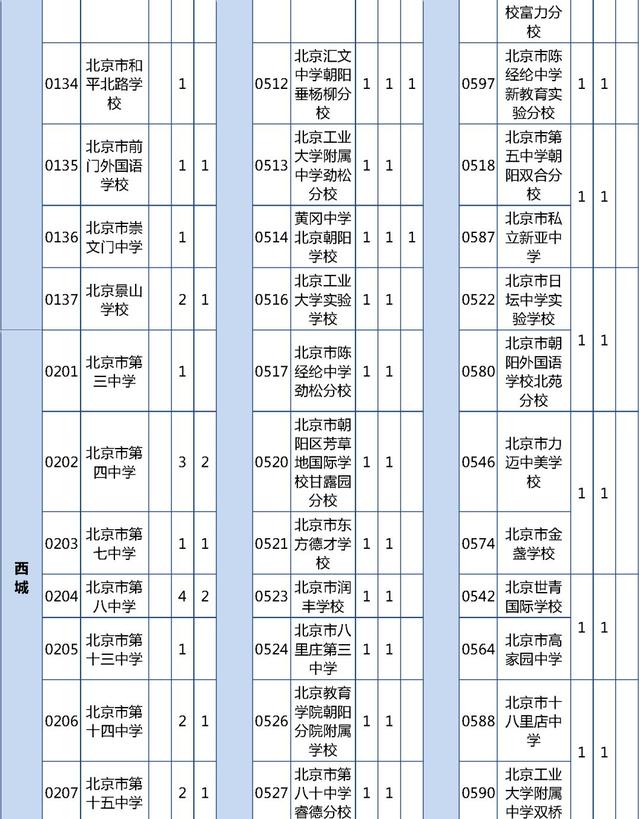 校富力分
校
0134 北京市和 1
平北路学
校
0512 北京汇文 1 1 1
中学朝阳
垂杨柳分
校
0597 北京市陈 1 1
经纶中学
新教育实
验分校
0135 北京市前 1 1
门外国语
学校
0513 北京工业 1 1
大学附属
中学劲松
分校
0518 北京市第
五中学朝
阳双合分
校
1 1
0136 北京市崇 1
文门中学
0514 黄冈中学 1 1 1
北京朝阳
学校
0587 北京市私
立新亚中
学
0137 北京景山 2 1
学校
0516 北京工业 1 1
大学实验
学校
0522 北京市日
坛中学实
验学校
1 1
西
城
0201 北京市第 1
三中学
0517 北京市陈 1 1
经纶中学
劲松分校
0580 北京市朝
阳外国语
学校北苑
分校
0202 北京市第 3 2
四中学
0520 北京市朝 1 1
阳区芳草
地国际学
校甘露园
分校
0546 北京市力
迈中美学
校
1 1
0203 北京市第 1 1
七中学
0521 北京市东 1 1
方德才学
校
0574 北京市金
盏学校
0204 北京市第 4 2
八中学
0523 北京市润 1 1
丰学校
0542 北京世青
国际学校
1 1
0205 北京市第 1
十三中学
0524 北京市八 1 1
里庄第三
中学
0564 北京市高
家园中学
0206 北京市第 2 1
十四中学
0526 北京教育 1 1
学院朝阳
分院附属
学校
0588 北京市十
八里店中
学
1 1
0207 北京市第 2 1
十五中学
0527 北京市第 1 1
八十中学
睿德分校
0590 北京工业
大学附属
中学双桥